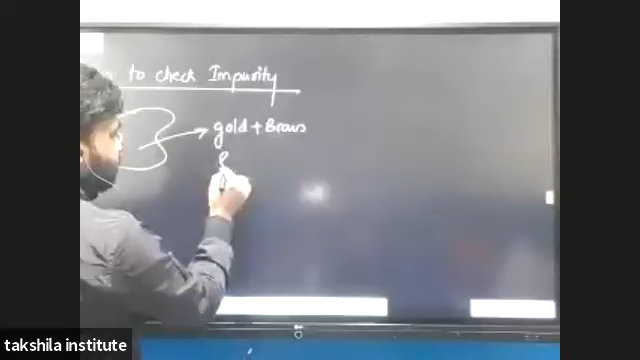 to check Impurity
gold + Brass
takshila institute